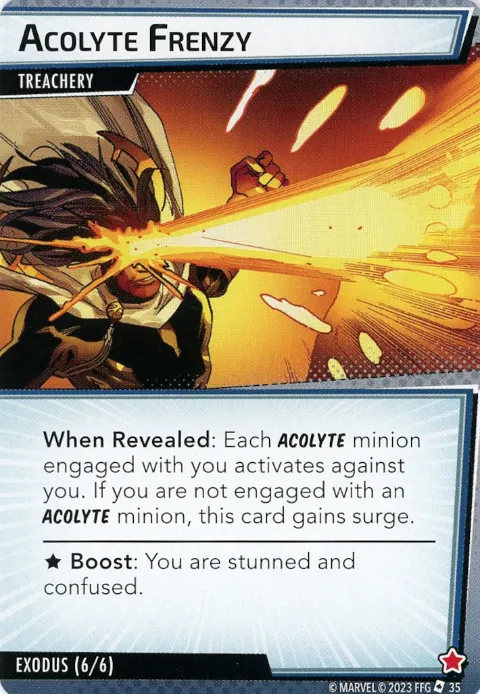 ACOLYTE FRENZY
TREACHERY
When Revealed: Each ACOLYTE minion
engaged with you activates against
you. If you are not engaged with an
ACOLYTE minion, this card gains surge.
★ Boost: You are stunned and
confused.
EXODUS (6/6)
© MARVEL © 2023 FFG 35